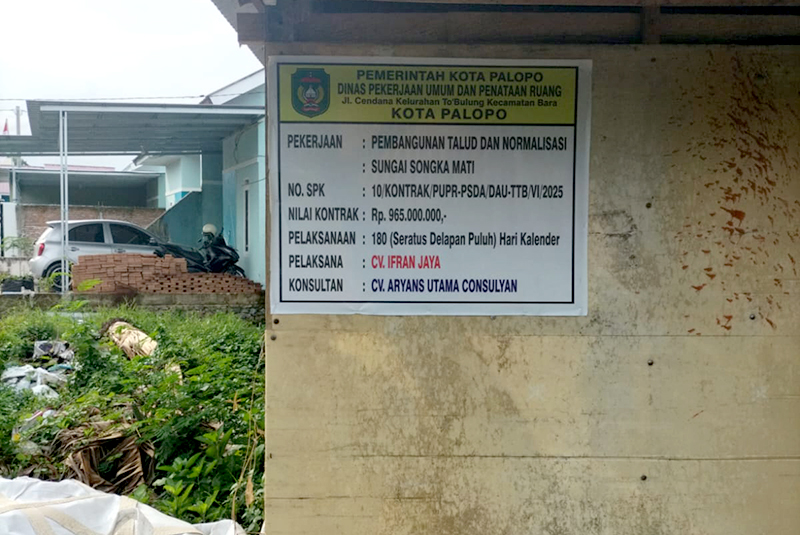 PEMERINTAH KOTA PALOPO
DINAS PEKERJAAN UMUM DAN PENATAAN RUANG
Jl. Cendana Kelurahan To'Bulung Kecamatan Bara
KOTA PALOPO
PEKERJAAN : PEMBANGUNAN TALUD DAN NORMALISASI
: SUNGAI SONGKA MATI
NO. SPK : 10/KONTRAK/PUPR-PSDA/DAU-TTB/VI/2025
NILAI KONTRAK : Rp. 965.000.000,-
PELAKSANAAN : 180 (Seratus Delapan Puluh) Hari Kalender
PELAKSANA : CV. IFRAN JAYA
KONSULTAN : CV. ARYANS UTAMA CONSULYAN